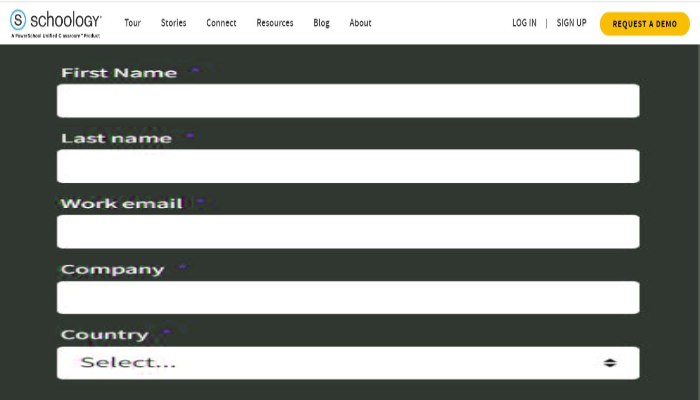 schoology
A PowerSchool Unified Classroom™ Product
Tour Stories Connect Resources Blog About
LOG IN | SIGN UP REQUEST A DEMO
First Name *
Last name *
Work email *
Company *
Country *
Select...